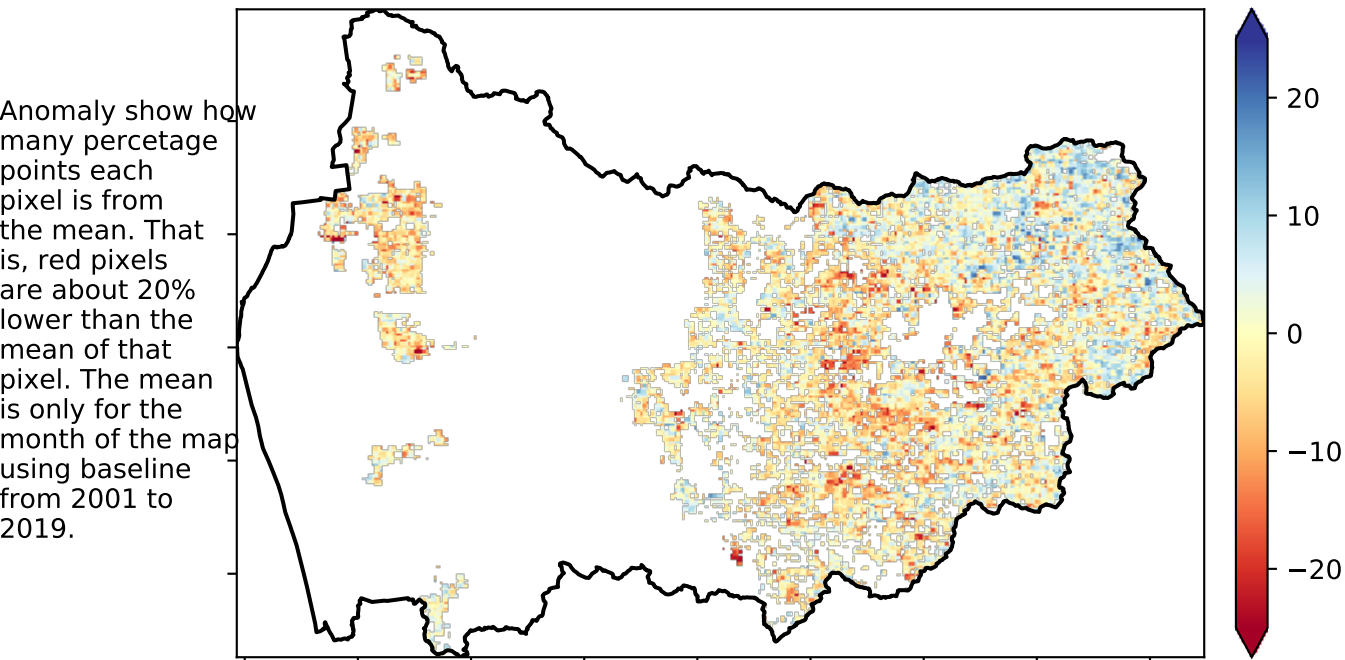 Anomaly show how
many percetage
points each
pixel is from
the mean. That
is, red pixels
are about 20%
lower than the
mean of that
pixel. The mean
is only for the
month of the map
using baseline
from 2001 to
2019.
20
10
0
−10
−20